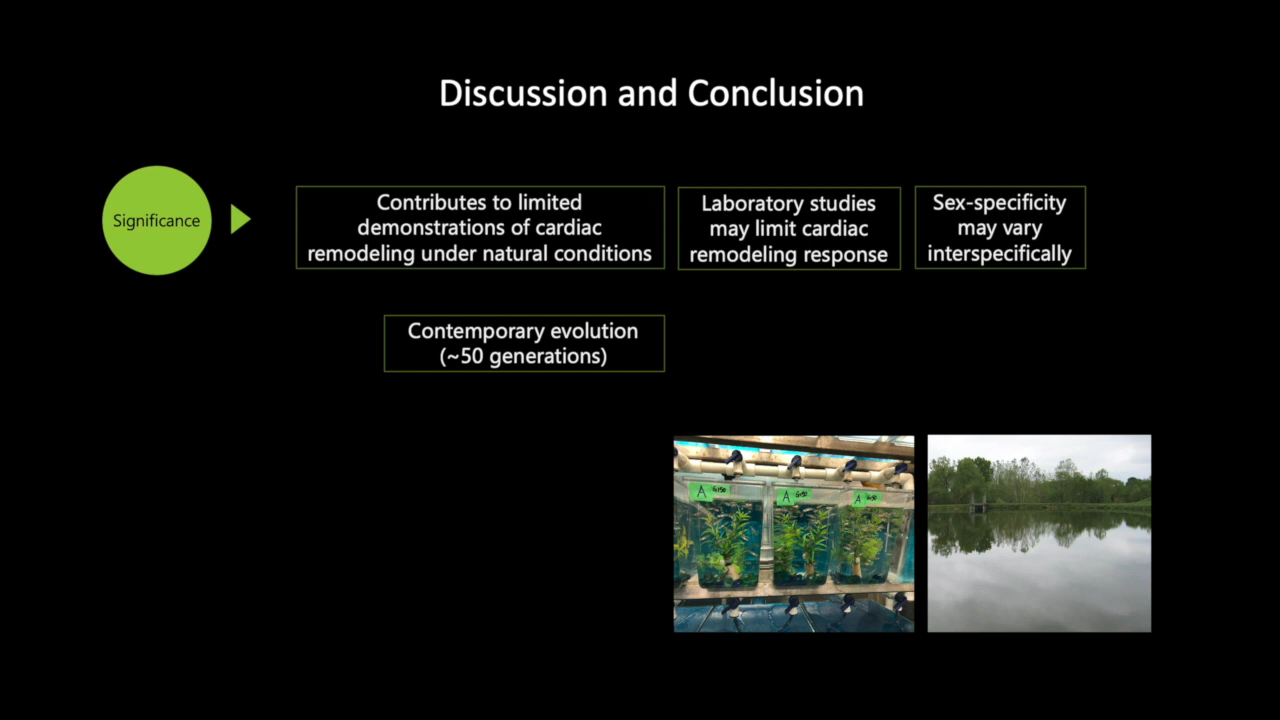 Discussion and Conclusion
Significance
Contributes to limited
demonstrations of cardiac
remodeling under natural conditions
Laboratory studies
may limit cardiac
remodeling response
Sex-specificity
may vary
interspecifically
Contemporary evolution
(~50 generations)
A
A
A